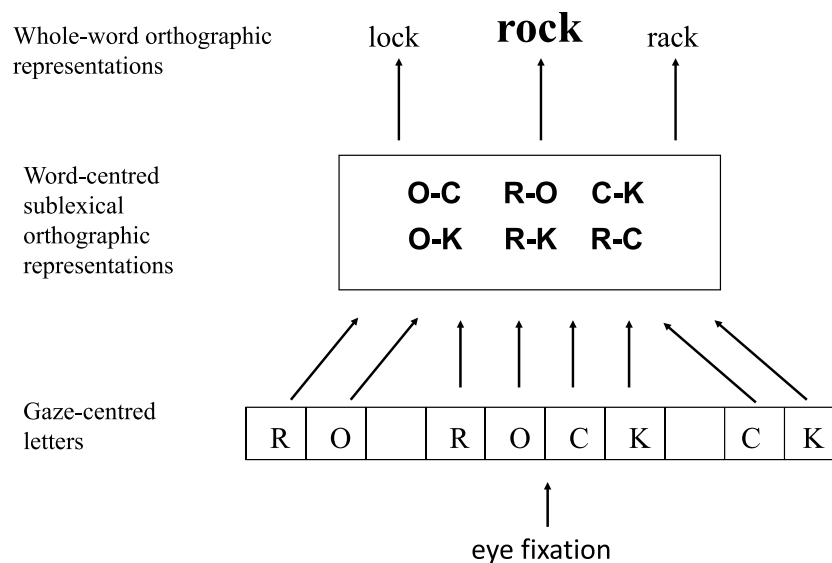 Whole-word orthographic
representations
lock rock rack
Word-centred
sublexical
orthographic
representations
O-C R-O C-K
O-K R-K R-C
Gaze-centred
letters
R O R O C K C K
eye fixation